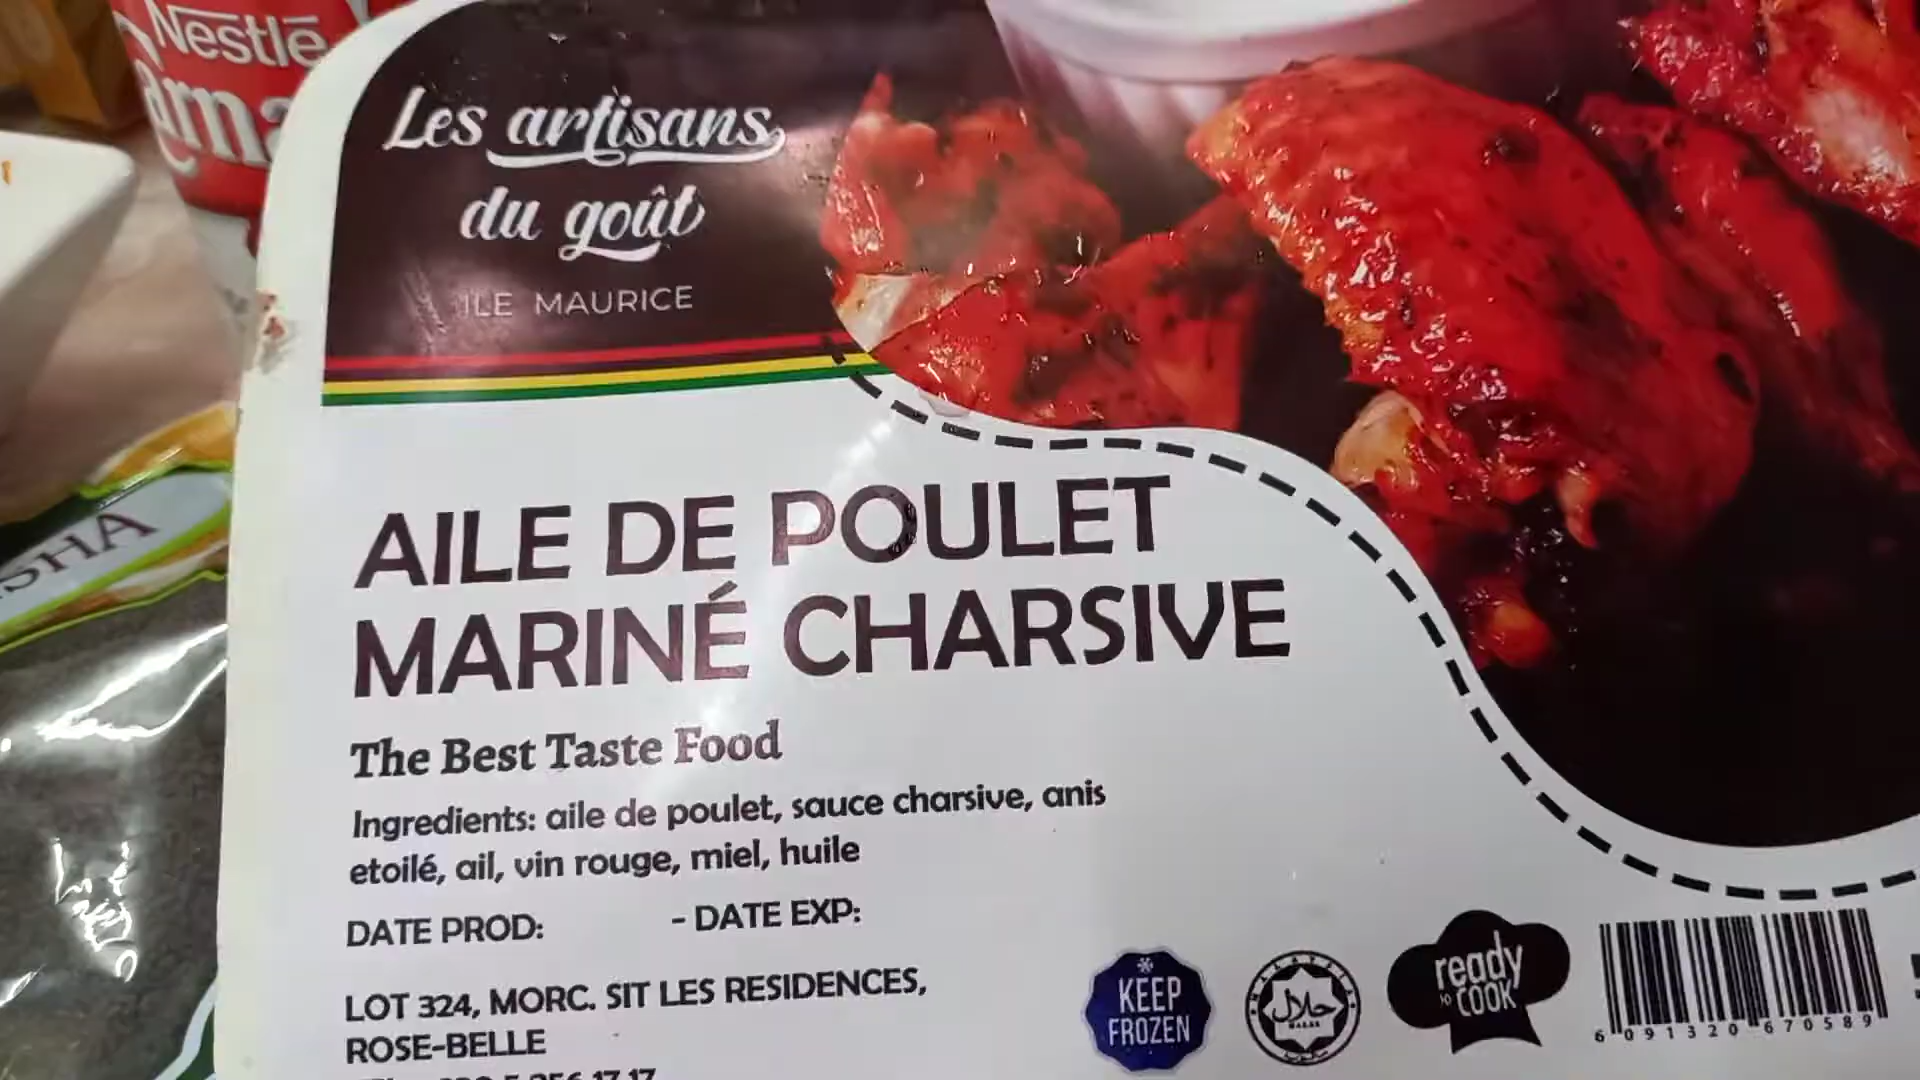 Nestlé
Les artisans
du goût
ILE MAURICE
AILE DE POULET
MARINÉ CHARSIVE
The Best Taste Food
Ingredients: aile de poulet, sauce charsive, anis
etoilé, ail, vin rouge, miel, huile
DATE PROD: - DATE EXP:
LOT 324, MORC. SIT LES RESIDENCES,
ROSE-BELLE
KEEP
FROZEN
حلال
ready
TO COOK
6 091320 670589